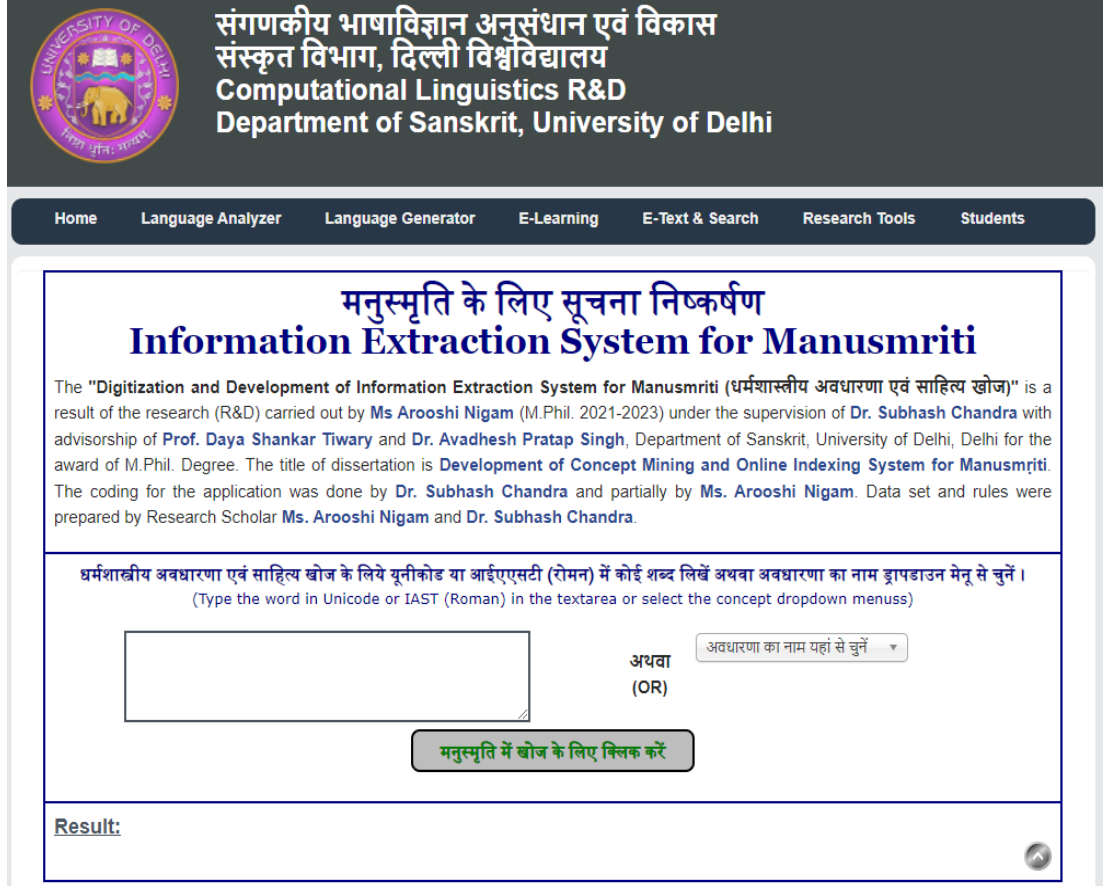 UNIVERSITY OF DELHI
संगणकीय भाषाविज्ञान अनुसंधान एवं विकास
संस्कृत विभाग, दिल्ली विश्वविद्यालय
Computational Linguistics R&D
Department of Sanskrit, University of Delhi
Home Language Analyzer Language Generator E-Learning E-Text & Search Research Tools Students
मनुस्मृति के लिए सूचना निष्कर्षण
Information Extraction System for Manusmriti
The "Digitization and Development of Information Extraction System for Manusmriti (धर्मशास्त्रीय अवधारणा एवं साहित्य खोज)" is a
result of the research (R&D) carried out by Ms Arooshi Nigam (M.Phil. 2021-2023) under the supervision of Dr. Subhash Chandra with
advisorship of Prof. Daya Shankar Tiwary and Dr. Avadhesh Pratap Singh, Department of Sanskrit, University of Delhi, Delhi for the
award of M.Phil. Degree. The title of dissertation is Development of Concept Mining and Online Indexing System for Manusmṛiti.
The coding for the application was done by Dr. Subhash Chandra and partially by Ms. Arooshi Nigam. Data set and rules were
prepared by Research Scholar Ms. Arooshi Nigam and Dr. Subhash Chandra.
धर्मशास्त्रीय अवधारणा एवं साहित्य खोज के लिये यूनीकोड या आईएएसटी (रोमन) में कोई शब्द लिखें अथवा अवधारणा का नाम ड्रापडाउन मेनू से चुनें ।
(Type the word in Unicode or IAST (Roman) in the textarea or select the concept dropdown menuss)
अथवा
(OR)
अवधारणा का नाम यहां से चुनें
मनुस्मृति में खोज के लिए क्लिक करें
Result: